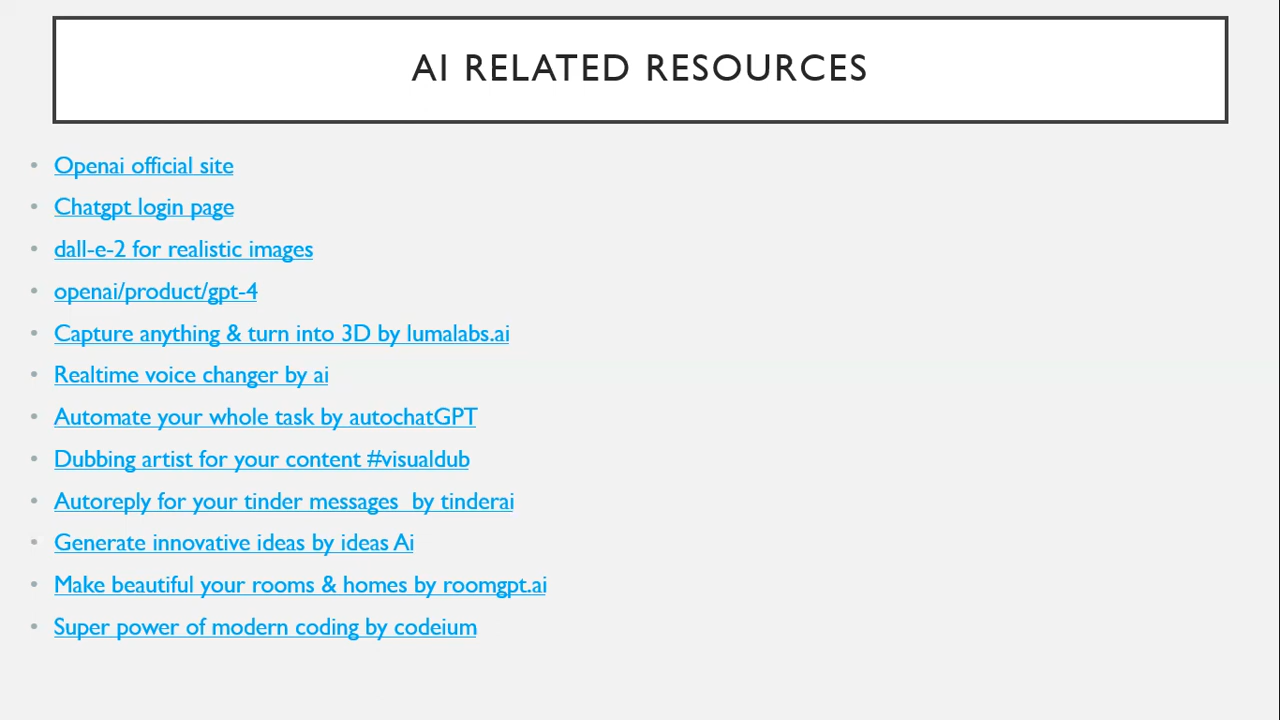 AI RELATED RESOURCES
• Openai official site
• Chatgpt login page
• dall-e-2 for realistic images
• openai/product/gpt-4
• Capture anything & turn into 3D by lumalabs.ai
• Realtime voice changer by ai
• Automate your whole task by autochatGPT
• Dubbing artist for your content #visualdub
• Autoreply for your tinder messages  by tinderai
• Generate innovative ideas by ideas Ai
• Make beautiful your rooms & homes by roomgpt.ai
• Super power of modern coding by codeium